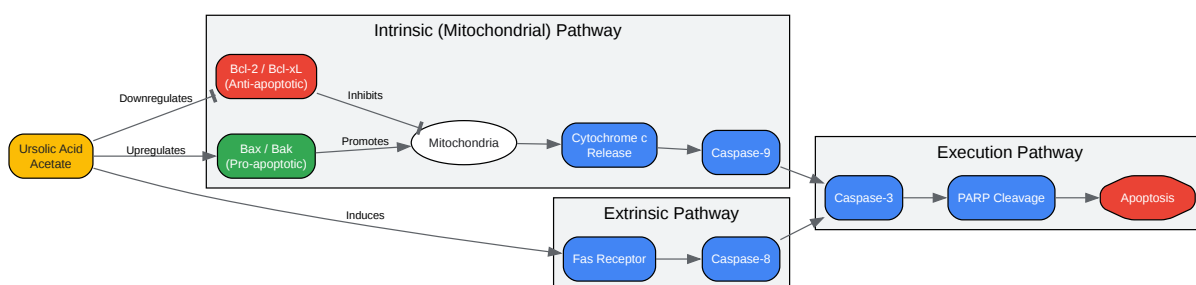 Intrinsic (Mitochondrial) Pathway
Bcl-2 / Bcl-xL
(Anti-apoptotic)
Downregulates
Inhibits
Ursolic Acid
Acetate
Upregulates
Bax / Bak
(Pro-apoptotic)
Promotes
Mitochondria
Cytochrome c
Release
Caspase-9
Induces
Extrinsic Pathway
Fas Receptor
Caspase-8
Execution Pathway
Caspase-3
PARP Cleavage
Apoptosis